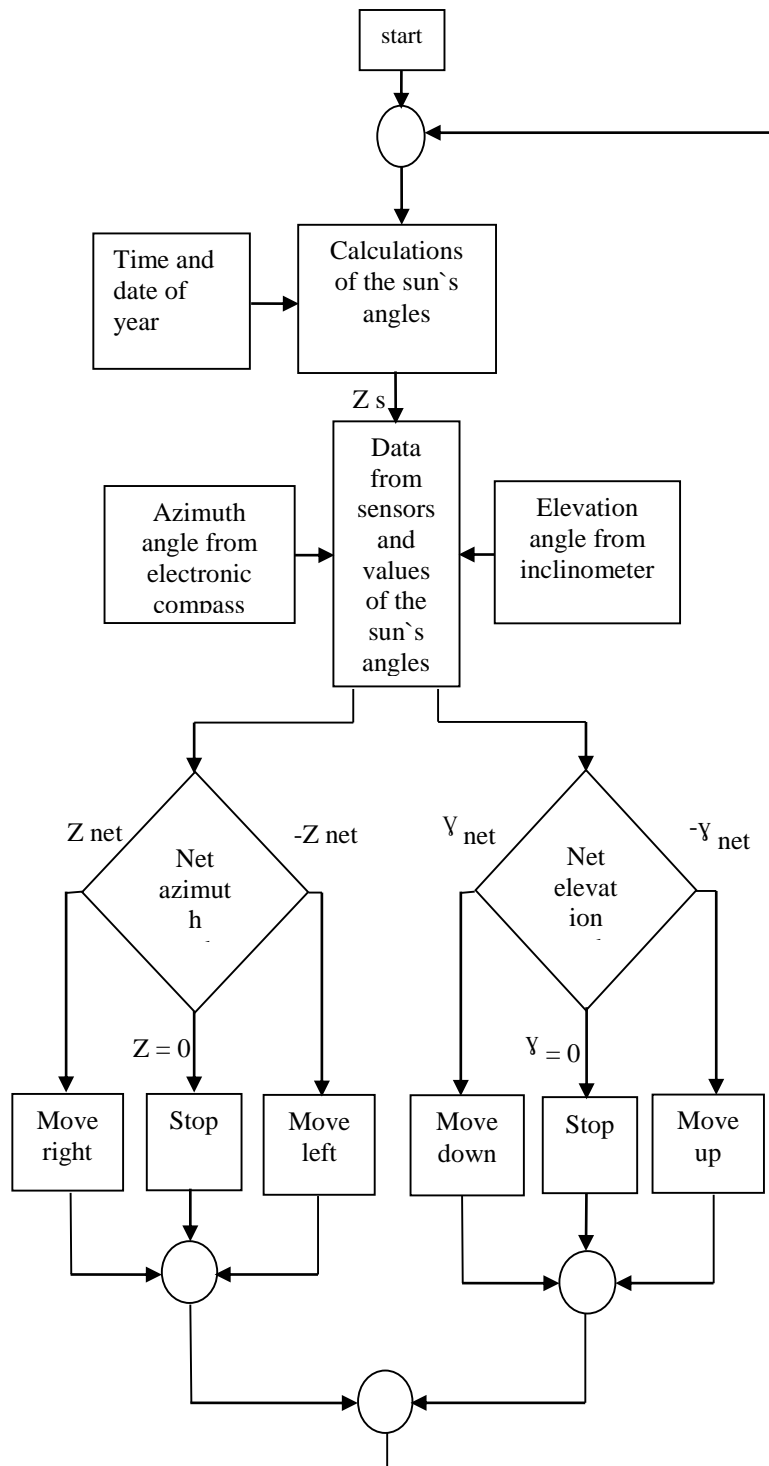 start
Time and
date of
year
Calculations
of the sun`s
angles
Z s
Data
from
sensors
and
values
of the
sun`s
angles
Azimuth
angle from
electronic
compass
Elevation
angle from
inclinometer
Z net
-Z net
Net
azimut
h
Ɣ net
-Ɣ net
Net
elevat
ion
Z = 0
Ɣ = 0
Move
right
Stop
Move
left
Move
down
Stop
Move
up